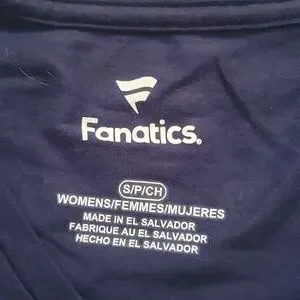 Fanatics.
S/P/CH
WOMENS/FEMMES/MUJERES
MADE IN EL SALVADOR
FABRIQUE AU EL SALVADOR
HECHO EN EL SALVADOR